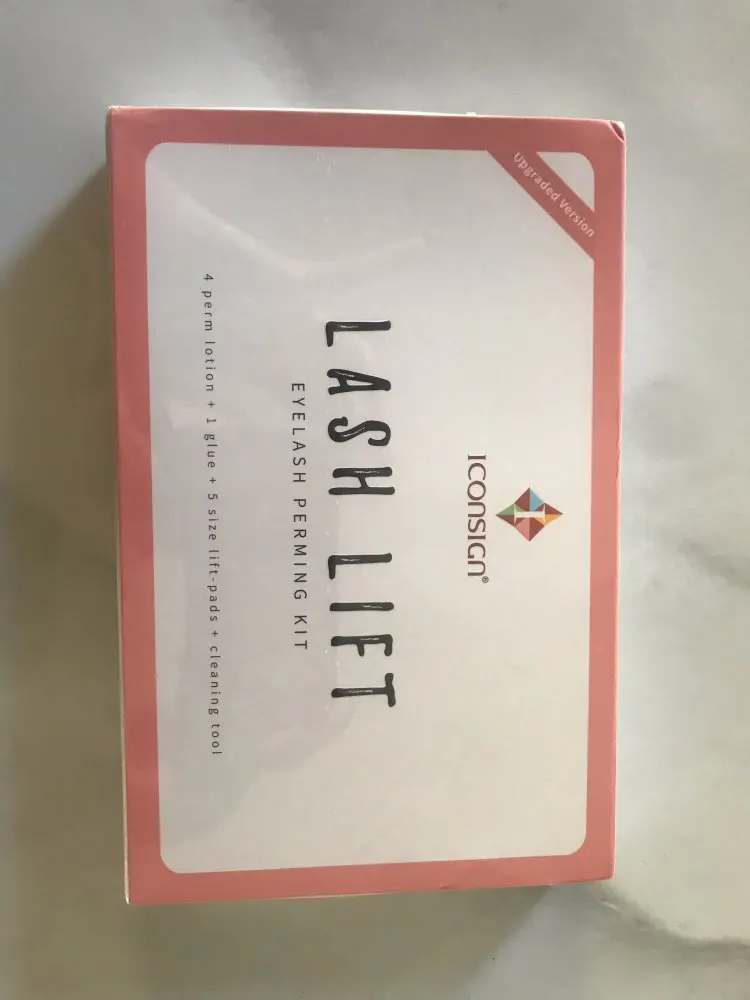 Upgraded Version
ICONSIGN®
LASH LIFT
EYELASH PERMING KIT
4 perm lotion + 1 glue + 5 size lift-pads + cleaning tool